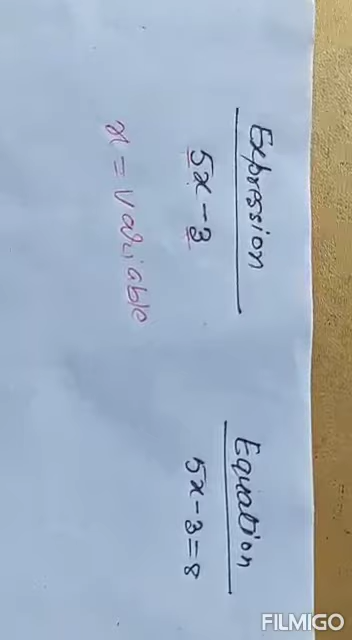 Expression
5x - 3
x = variable
Equation
5x - 3 = 8
FILMIGO